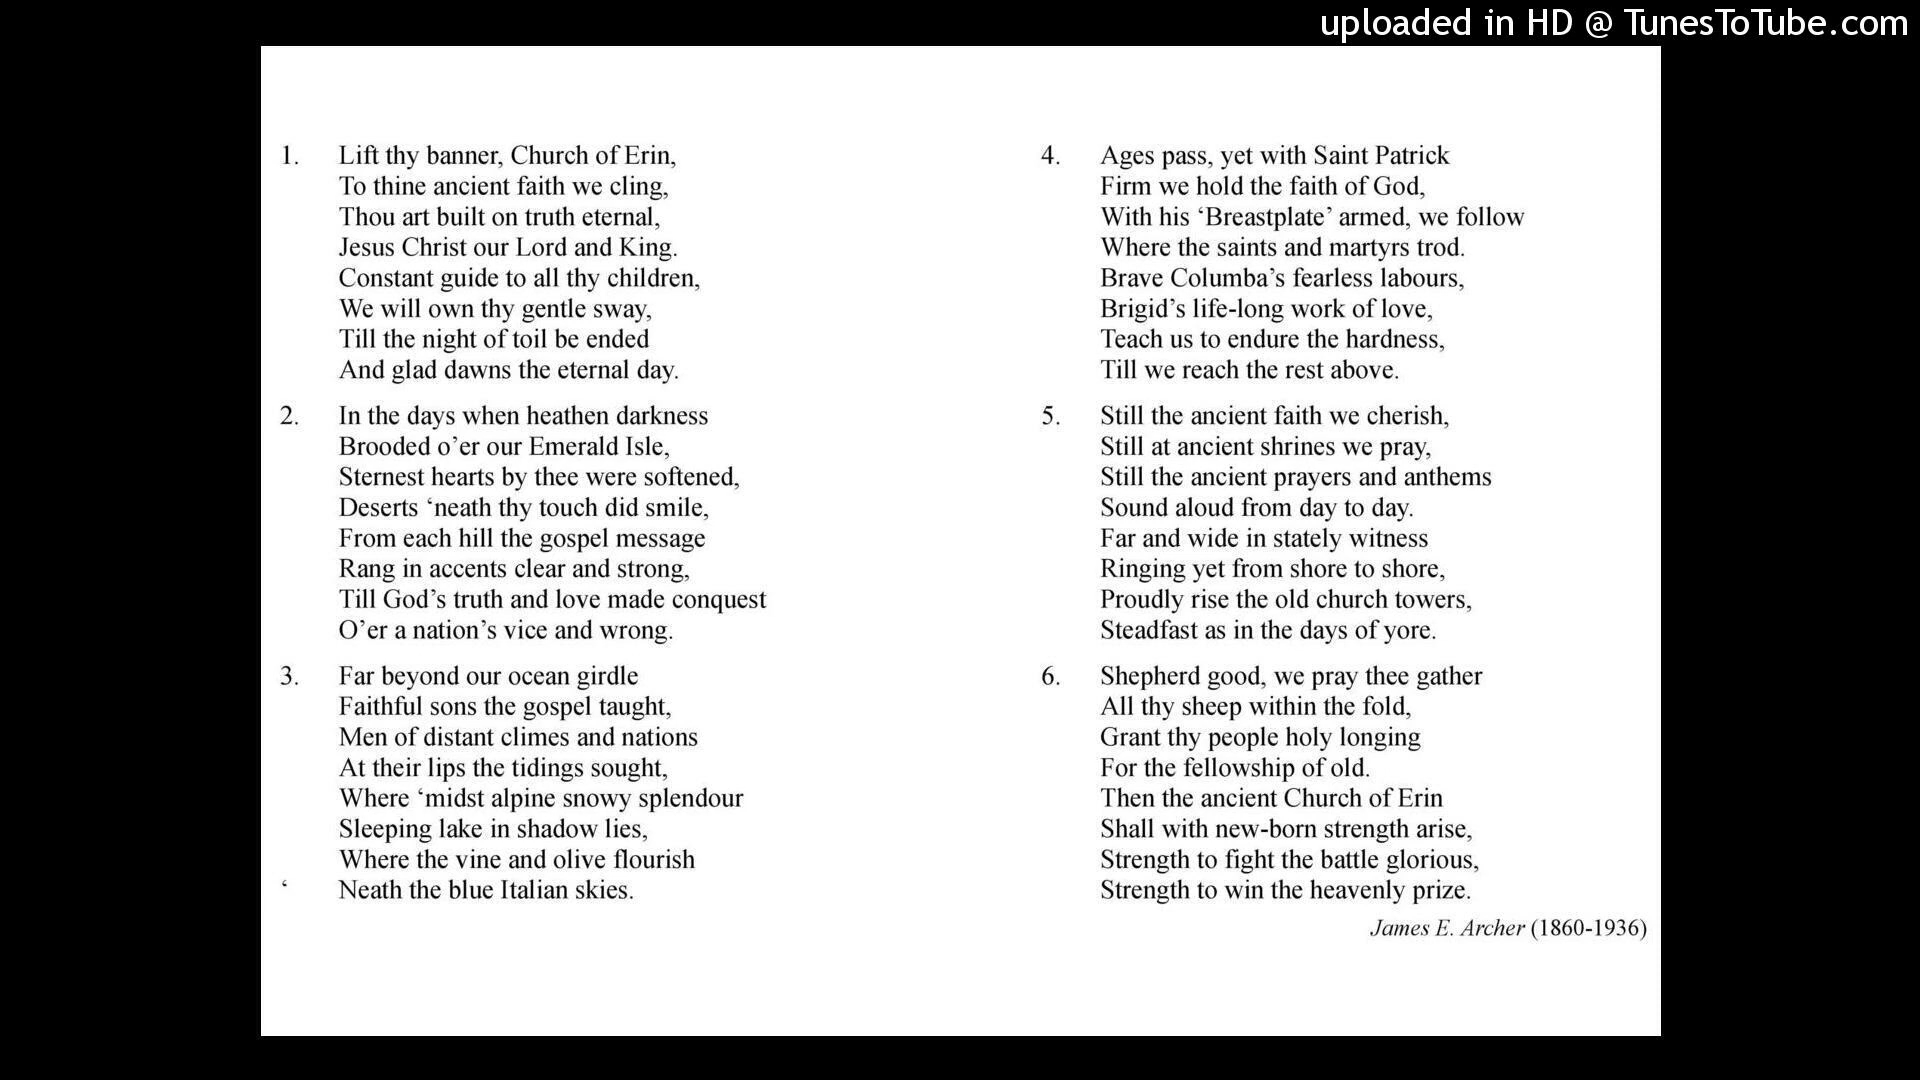 uploaded in HD @ TunesToTube.com
1. Lift thy banner, Church of Erin,
To thine ancient faith we cling,
Thou art built on truth eternal,
Jesus Christ our Lord and King.
Constant guide to all thy children,
We will own thy gentle sway,
Till the night of toil be ended
And glad dawns the eternal day.
2. In the days when heathen darkness
Brooded o’er our Emerald Isle,
Sternest hearts by thee were softened,
Deserts ‘neath thy touch did smile,
From each hill the gospel message
Rang in accents clear and strong,
Till God’s truth and love made conquest
O’er a nation’s vice and wrong.
3. Far beyond our ocean girdle
Faithful sons the gospel taught,
Men of distant climes and nations
At their lips the tidings sought,
Where ‘midst alpine snowy splendour
Sleeping lake in shadow lies,
Where the vine and olive flourish
‘ Neath the blue Italian skies.
4. Ages pass, yet with Saint Patrick
Firm we hold the faith of God,
With his ‘Breastplate’ armed, we follow
Where the saints and martyrs trod.
Brave Columba’s fearless labours,
Brigid’s life-long work of love,
Teach us to endure the hardness,
Till we reach the rest above.
5. Still the ancient faith we cherish,
Still at ancient shrines we pray,
Still the ancient prayers and anthems
Sound aloud from day to day.
Far and wide in stately witness
Ringing yet from shore to shore,
Proudly rise the old church towers,
Steadfast as in the days of yore.
6. Shepherd good, we pray thee gather
All thy sheep within the fold,
Grant thy people holy longing
For the fellowship of old.
Then the ancient Church of Erin
Shall with new-born strength arise,
Strength to fight the battle glorious,
Strength to win the heavenly prize.
James E. Archer (1860-1936)